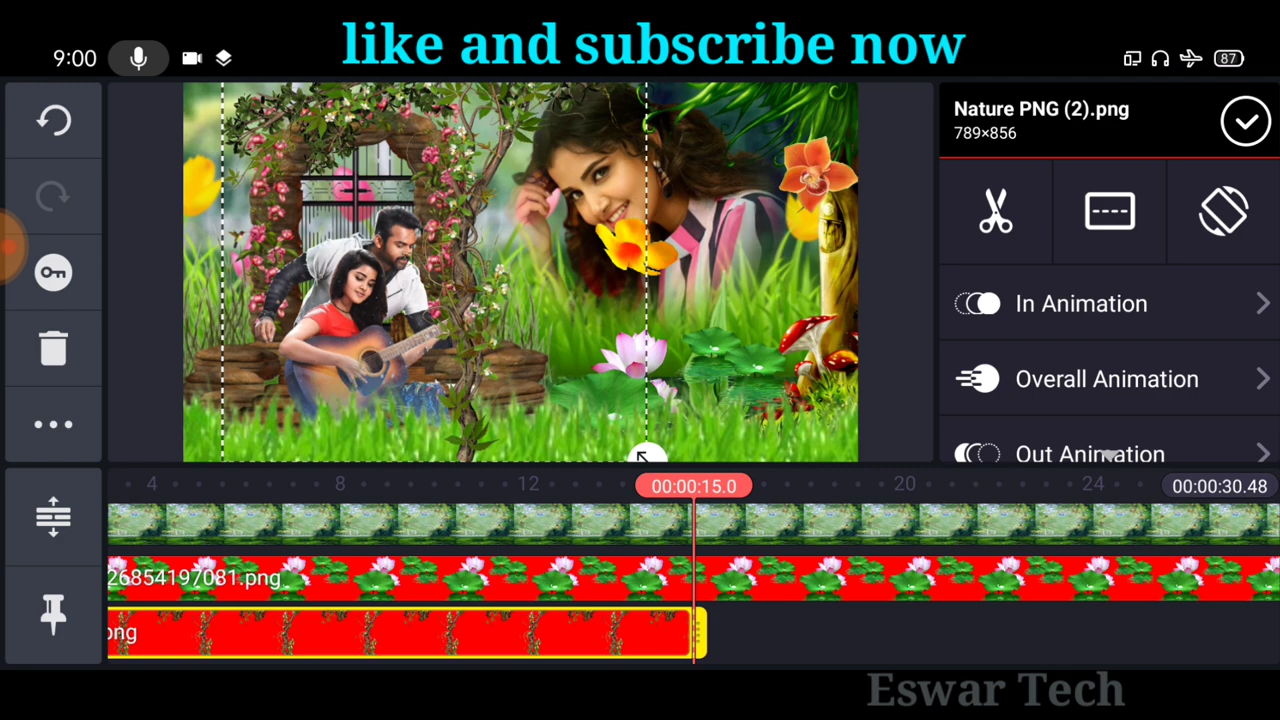 like and subscribe now
9:00
87
Nature PNG (2).png
789×856
In Animation
Overall Animation
Out Animation
4 8 12 00:00:15.0 20 24 00:00:30.48
26854197081.png
png
Eswar Tech